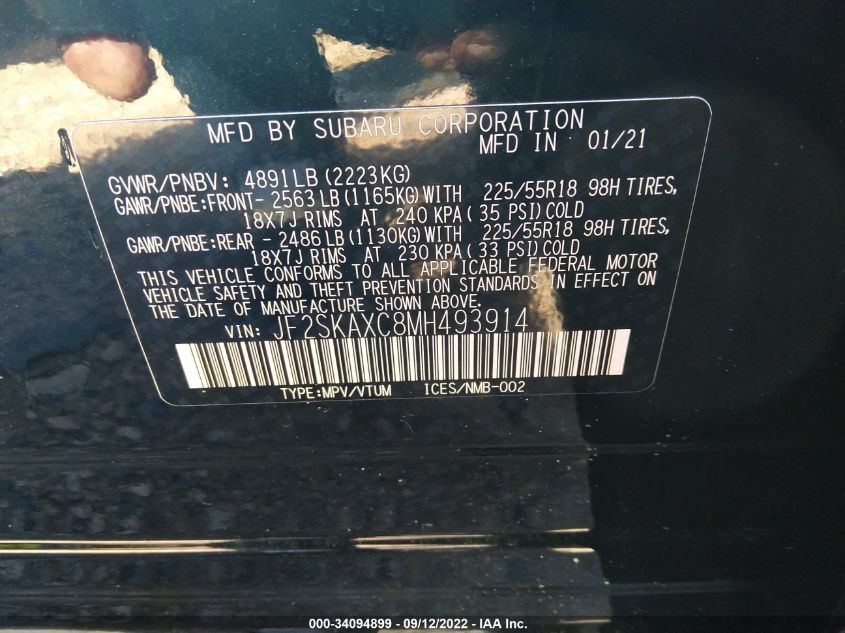 MFD BY SUBARU CORPORATION
MFD IN 01/21
GVWR/PNBV: 4891LB (2223KG)
GAWR/PNBE:FRONT- 2563 LB (1165KG) WITH 225/55R18 98H TIRES,
18X7J RIMS AT 240 KPA ( 35 PSI) COLD
GAWR/PNBE:REAR - 2486 LB (1130KG) WITH 225/55R18 98H TIRES,
18X7J RIMS AT 230 KPA ( 33 PSI) COLD
THIS VEHICLE CONFORMS TO ALL APPLICABLE FEDERAL MOTOR
VEHICLE SAFETY AND THEFT PREVENTION STANDARDS IN EFFECT ON
THE DATE OF MANUFACTURE SHOWN ABOVE.
VIN: JF2SKAXC8MH493914
TYPE:MPV/VTUM ICES/NMB-002
000-34094899 - 09/12/2022 - IAA Inc.